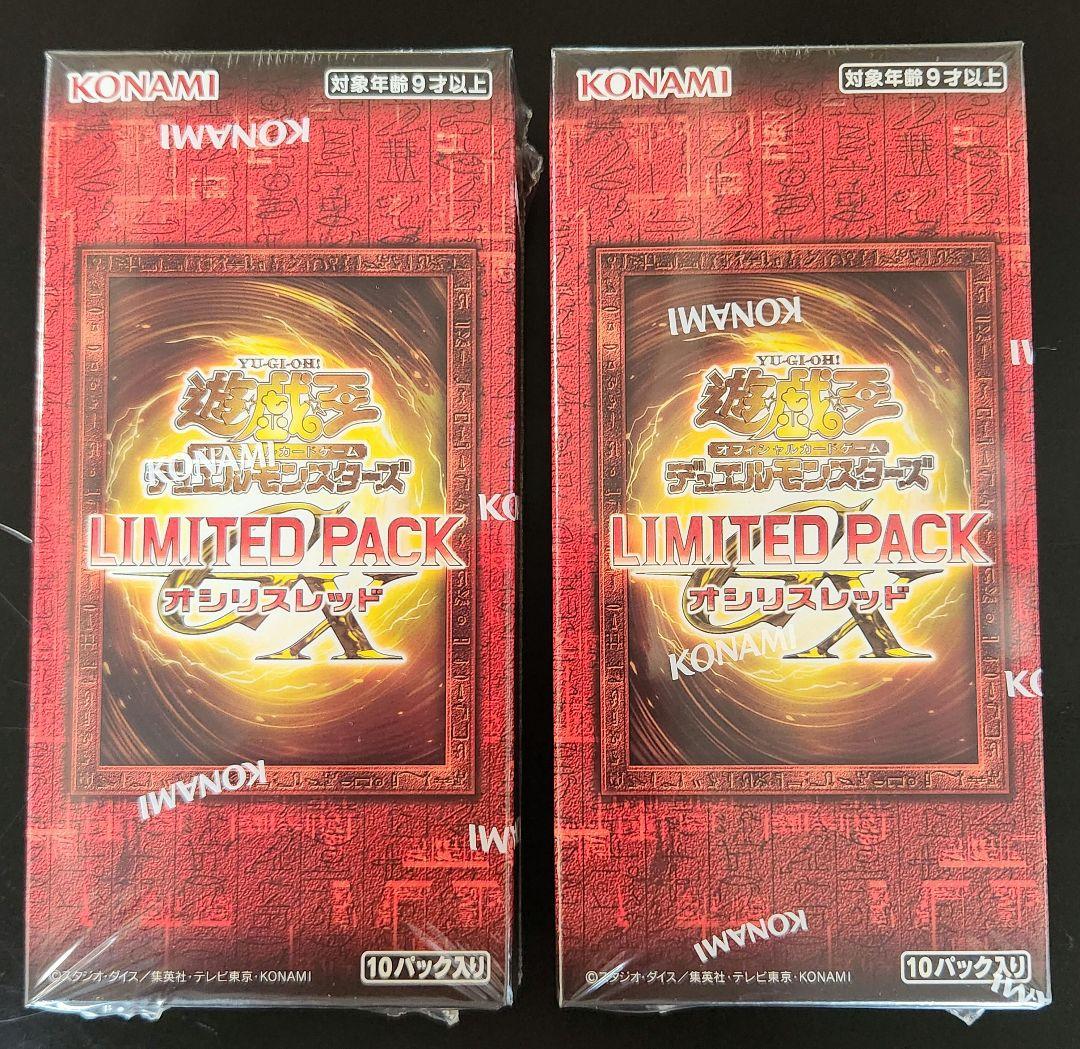 KONAMI
対象年齢9才以上
KONAMI
YU-GI-OH!
遊戯王
カードゲーム
KONAMI
デュエルモンスターズ
LIMITED PACK
GX
オシリスレッド
KONAMI
©スタジオ・ダイス/集英社・テレビ東京・KONAMI
10パック入り
KONAMI
対象年齢9才以上
KONAMI
YU-GI-OH!
遊戯王
オフィシャルカードゲーム
デュエルモンスターズ
LIMITED PACK
GX
オシリスレッド
KONAMI
KONAMI
©スタジオ・ダイス/集英社・テレビ東京・KONAMI
10パック入り